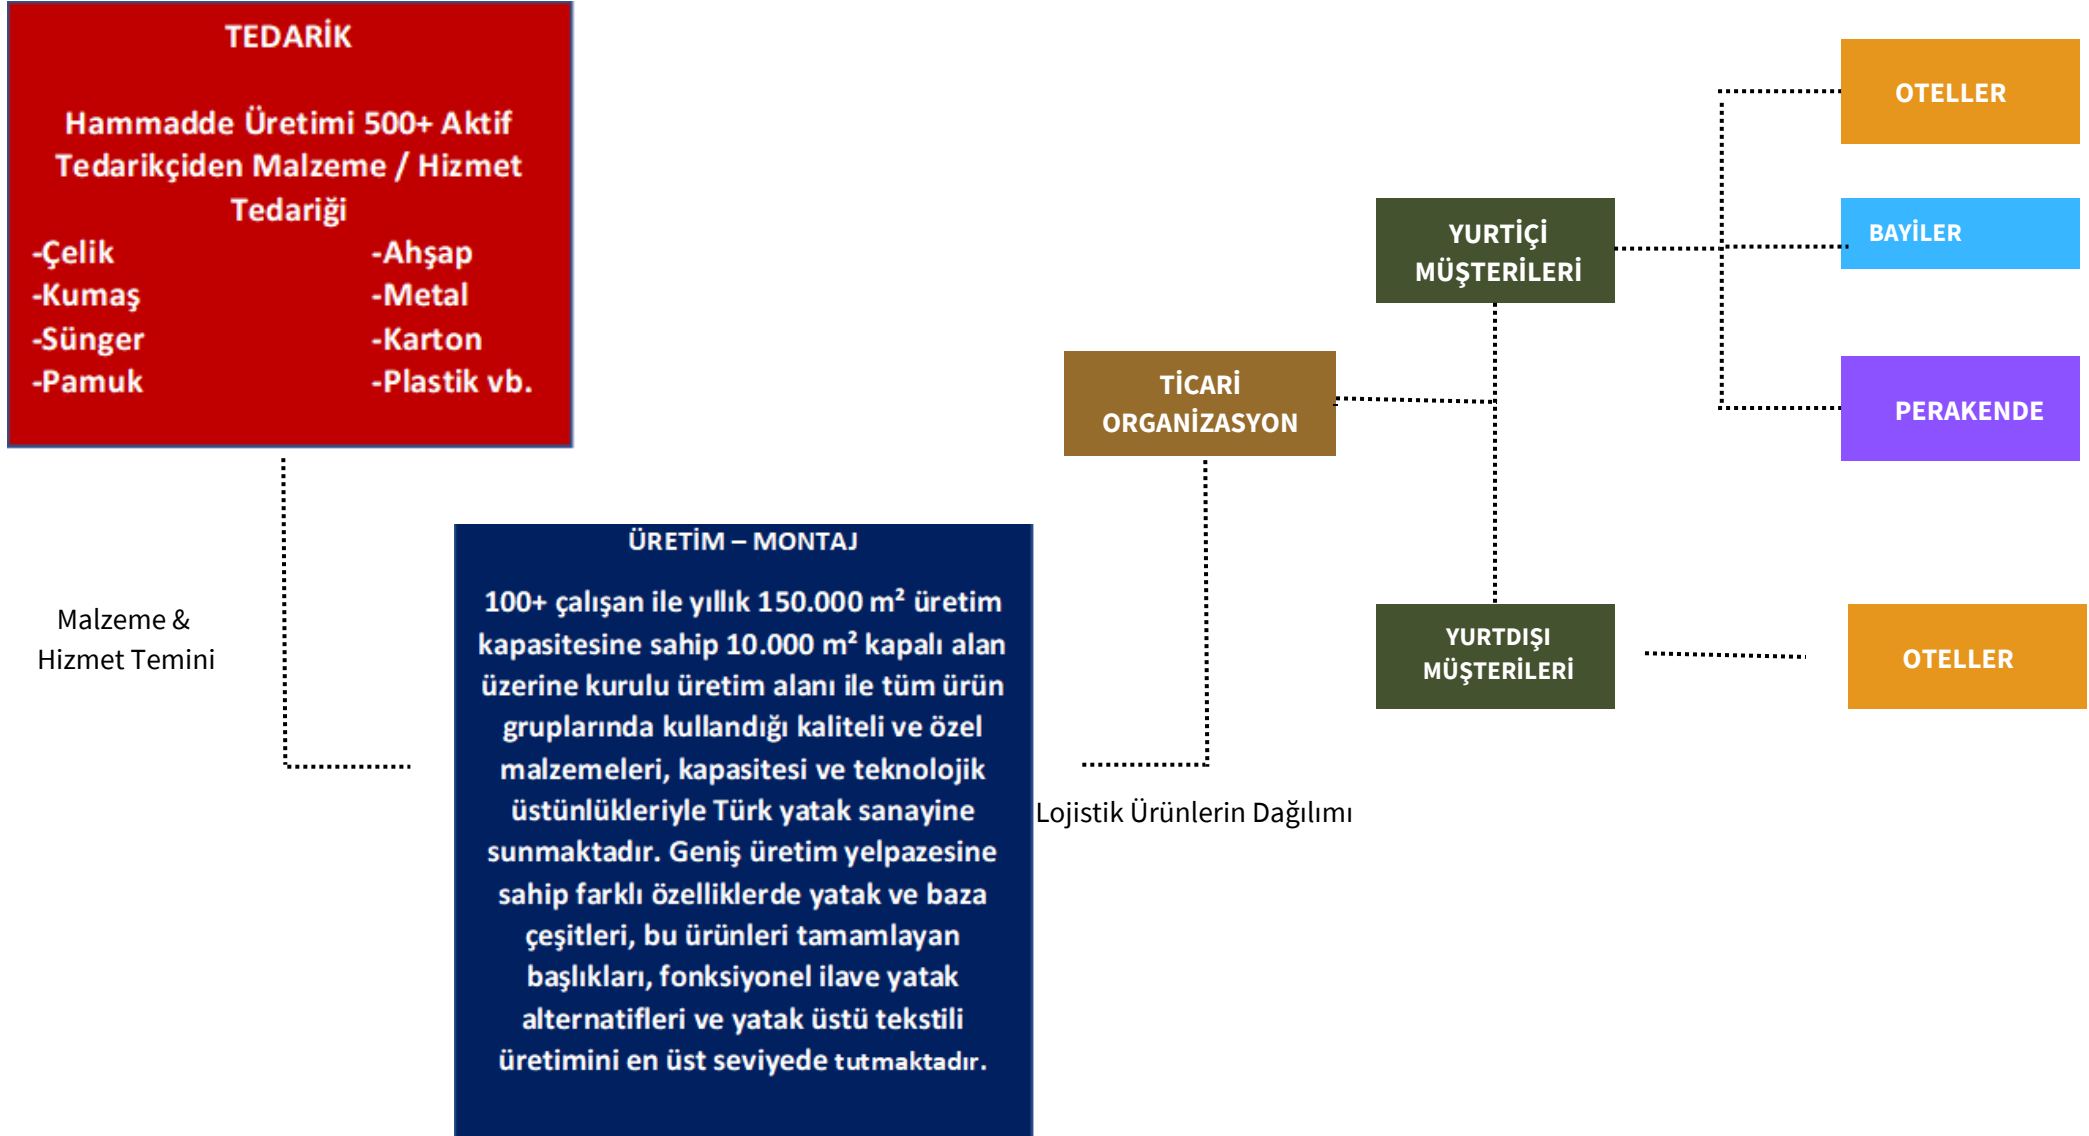 TEDARİK
Hammadde Üretimi 500+ Aktif
Tedarikçiden Malzeme / Hizmet
Tedariği
-Çelik -Ahşap
-Kumaş -Metal
-Sünger -Karton
-Pamuk -Plastik vb.
Malzeme &
Hizmet Temini
ÜRETİM – MONTAJ
100+ çalışan ile yıllık 150.000 m² üretim
kapasitesine sahip 10.000 m² kapalı alan
üzerine kurulu üretim alanı ile tüm ürün
gruplarında kullandığı kaliteli ve özel
malzemeleri, kapasitesi ve teknolojik
üstünlükleriyle Türk yatak sanayine
sunmaktadır. Geniş üretim yelpazesine
sahip farklı özelliklerde yatak ve baza
çeşitleri, bu ürünleri tamamlayan
başlıkları, fonksiyonel ilave yatak
alternatifleri ve yatak üstü tekstili
üretimini en üst seviyede tutmaktadır.
Lojistik Ürünlerin Dağılımı
TİCARİ
ORGANİZASYON
YURTİÇİ
MÜŞTERİLERİ
OTELLER
BAYİLER
PERAKENDE
YURTDIŞI
MÜŞTERİLERİ
OTELLER